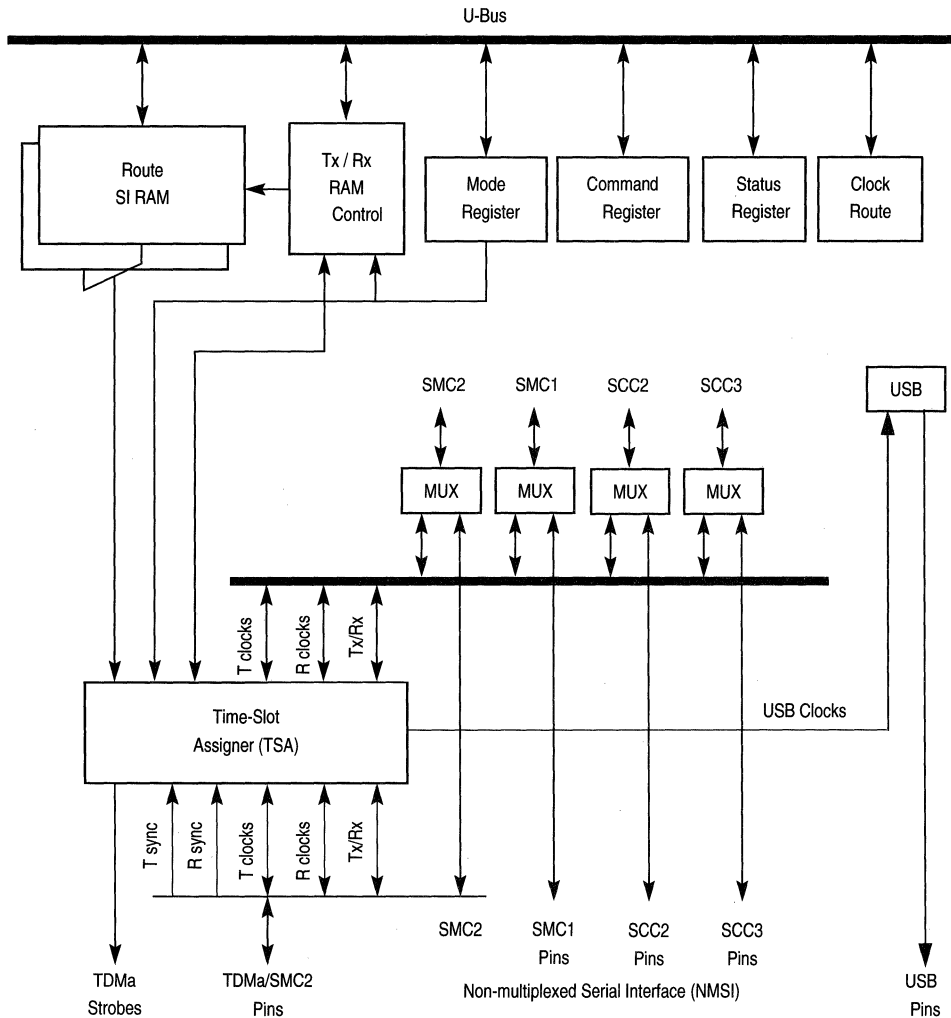 U-Bus
Route
SI RAM
Tx / Rx
RAM
Control
Mode
Register
Command
Register
Status
Register
Clock
Route
SMC2
SMC1
SCC2
SCC3
USB
MUX
MUX
MUX
MUX
T clocks
R clocks
Tx/Rx
Time-Slot
Assigner (TSA)
USB Clocks
T sync
R sync
T clocks
R clocks
Tx/Rx
SMC2
SMC1
Pins
SCC2
Pins
SCC3
Pins
TDMa
Strobes
TDMa/SMC2
Pins
Non-multiplexed Serial Interface (NMSI)
USB
Pins